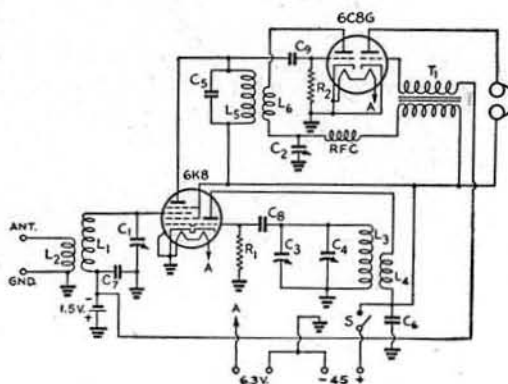 6C8G
C9
T1
C5
L5
L6
R2
A
C2
RFC
6K8
ANT.
L2
L1
C1
C8
L3
A
R1
C3
C4
L4
GND.
C7
1.5V.
A
S
C6
6.3V.
- 45 +